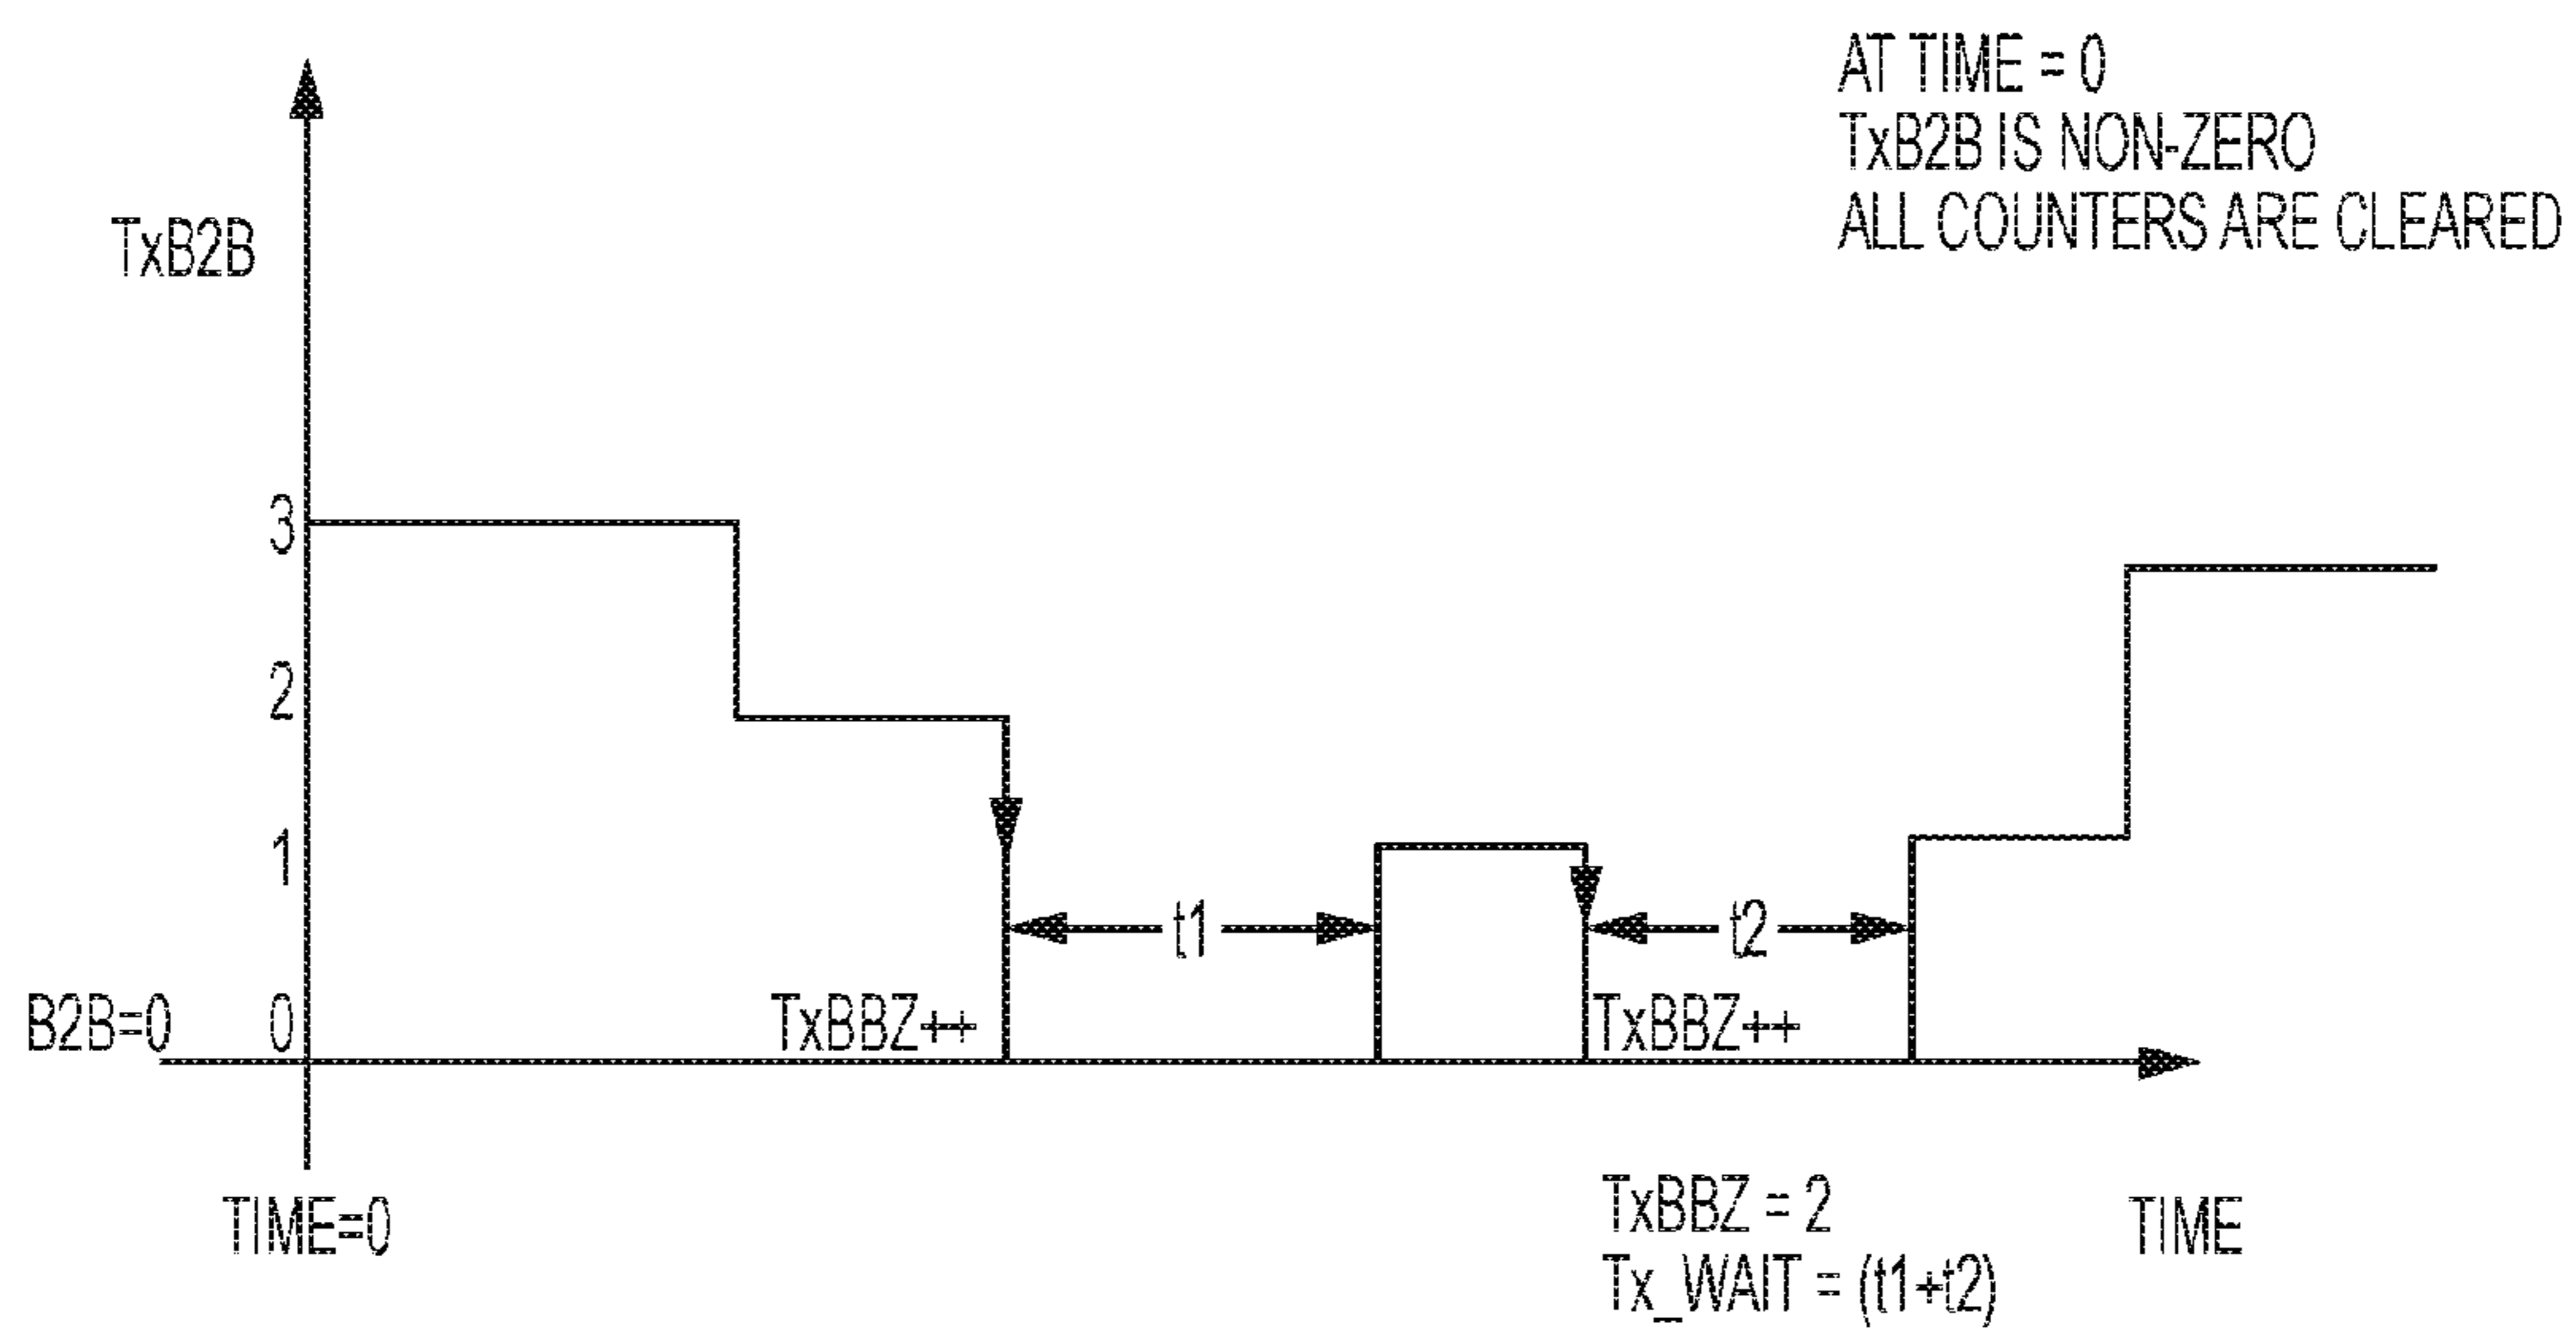 AT TIME = 0
TxB2B IS NON-ZERO
ALL COUNTERS ARE CLEARED
TxB2B
3
2
1
t1
t2
B2B=0
0
TxBBZ++
TxBBZ++
TIME=0
TxBBZ = 2
TIME
Tx_WAIT = (t1+t2)